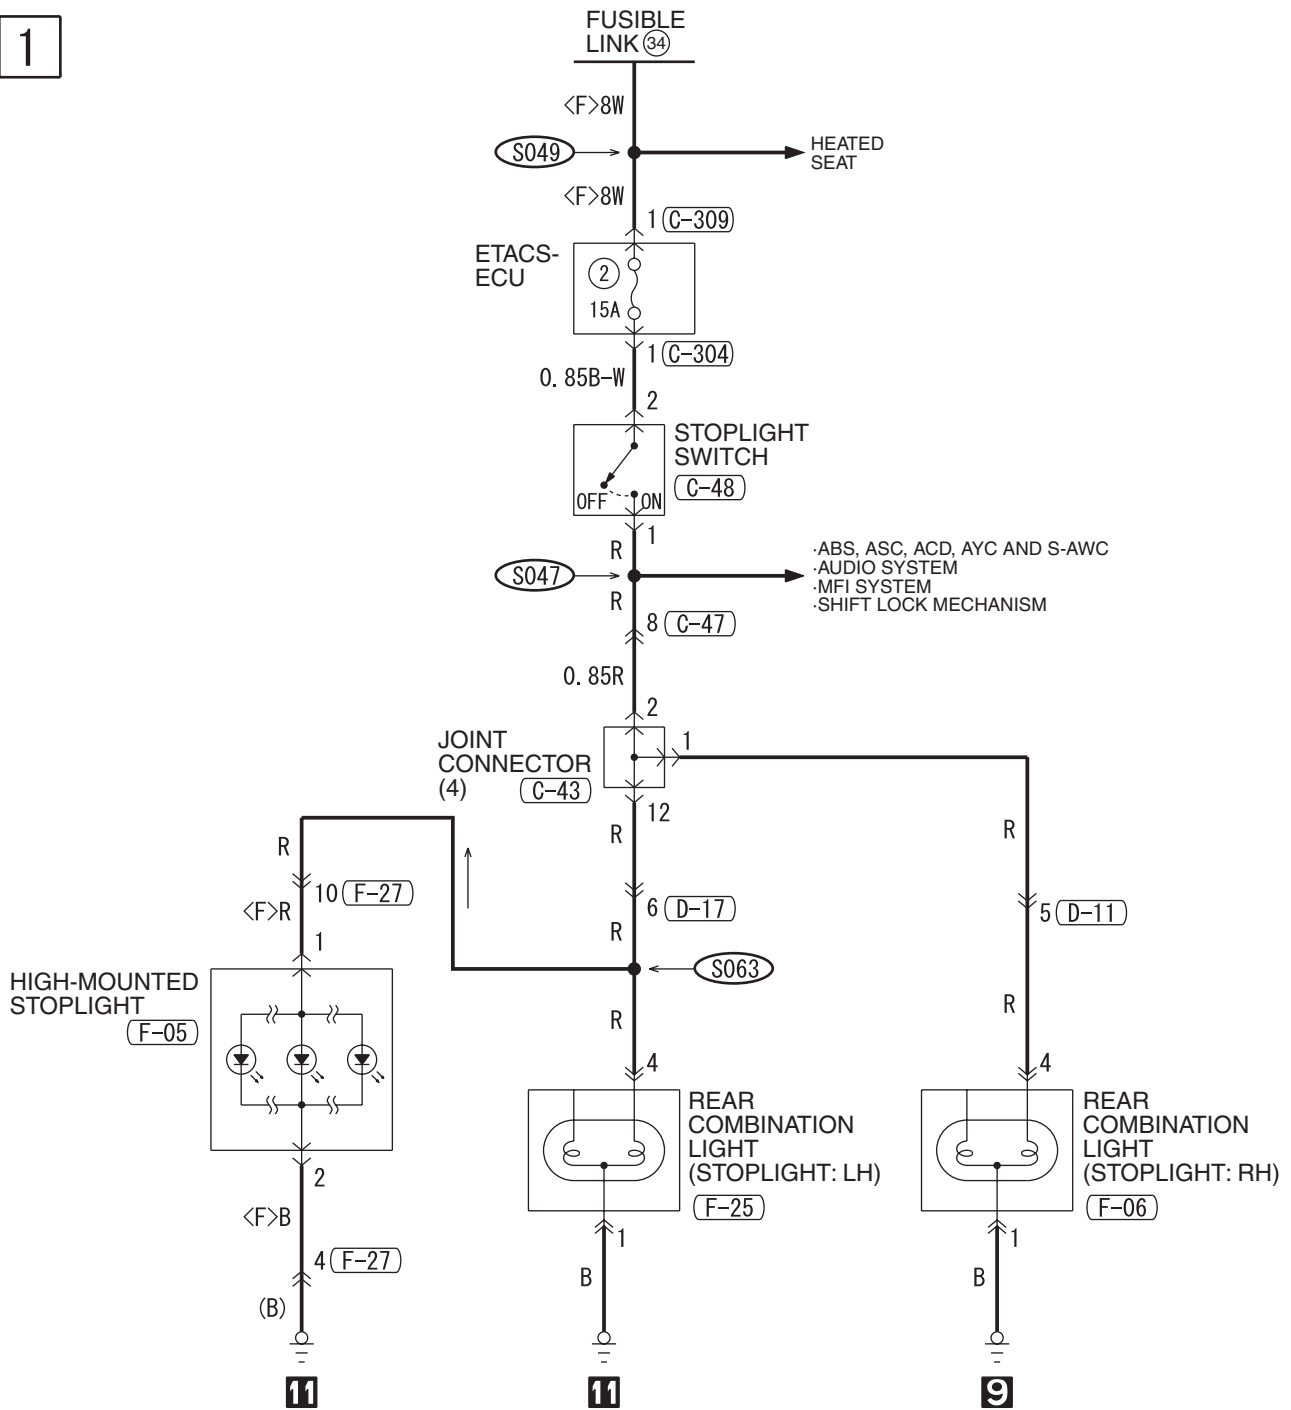 1
FUSIBLE
LINK 34
<F>8W
S049
HEATED
SEAT
<F>8W
1 C-309
ETACS-
ECU
2
15A
1 C-304
0.85B-W
2
STOPLIGHT
SWITCH
C-48
OFF ON
1
R
·ABS, ASC, ACD, AYC AND S-AWC
·AUDIO SYSTEM
·MFI SYSTEM
·SHIFT LOCK MECHANISM
S047
R
8 C-47
0.85R
2
JOINT
CONNECTOR
(4) C-43
1
12
R
R
R
10 F-27
<F>R
6 D-17
5 D-11
R
1
S063
HIGH-MOUNTED
STOPLIGHT
F-05
R
R
4
4
REAR
COMBINATION
LIGHT
(STOPLIGHT: LH)
F-25
REAR
COMBINATION
LIGHT
(STOPLIGHT: RH)
F-06
2
<F>B
1
1
4 F-27
B
B
(B)
11
11
9